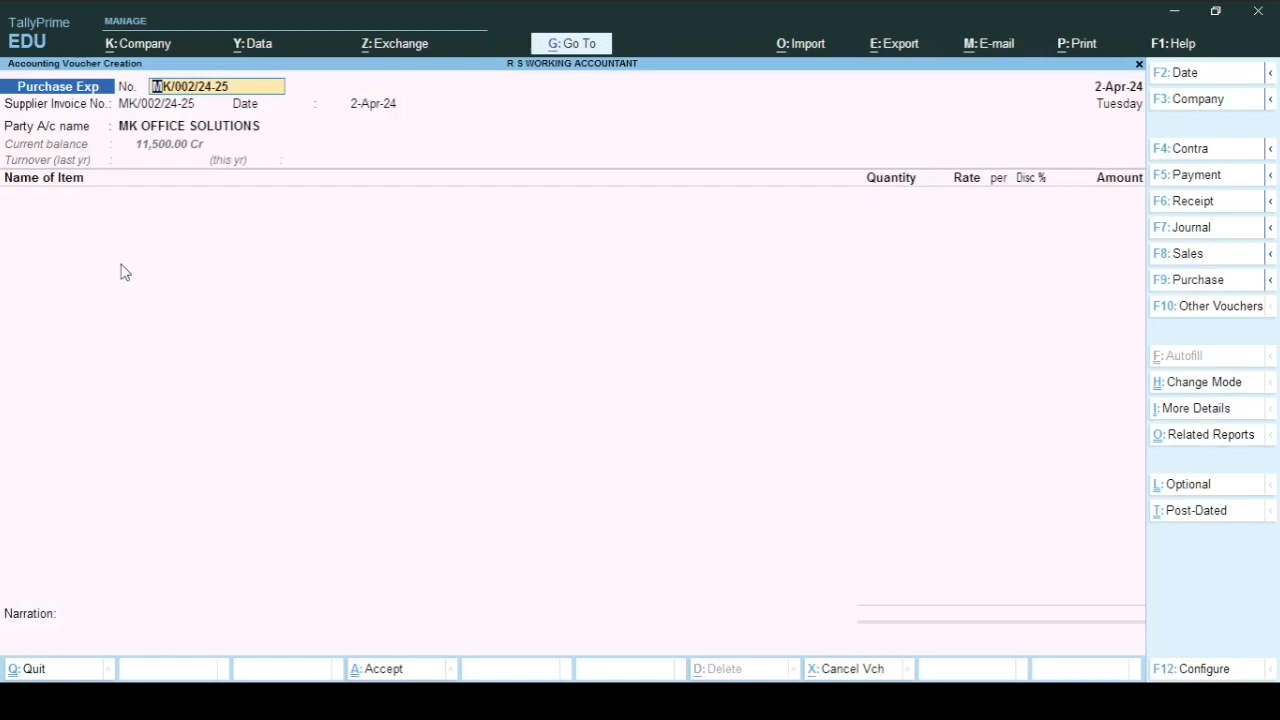 TallyPrime
EDU
MANAGE
K: Company
Y: Data
Z: Exchange
G: Go To
O: Import
E: Export
M: E-mail
P: Print
F1: Help
Accounting Voucher Creation
R S WORKING ACCOUNTANT
Purchase Exp No. MK/002/24-25
2-Apr-24
Supplier Invoice No.: MK/002/24-25 Date : 2-Apr-24
Tuesday
Party A/c name : MK OFFICE SOLUTIONS
Current balance : 11,500.00 Cr
Turnover (last yr) : (this yr) :
Name of Item Quantity Rate per Disc % Amount
Narration:
F2: Date
F3: Company
F4: Contra
F5: Payment
F6: Receipt
F7: Journal
F8: Sales
F9: Purchase
F10: Other Vouchers
F: Autofill
H: Change Mode
I: More Details
O: Related Reports
L: Optional
T: Post-Dated
Q: Quit
A: Accept
D: Delete
X: Cancel Vch
F12: Configure